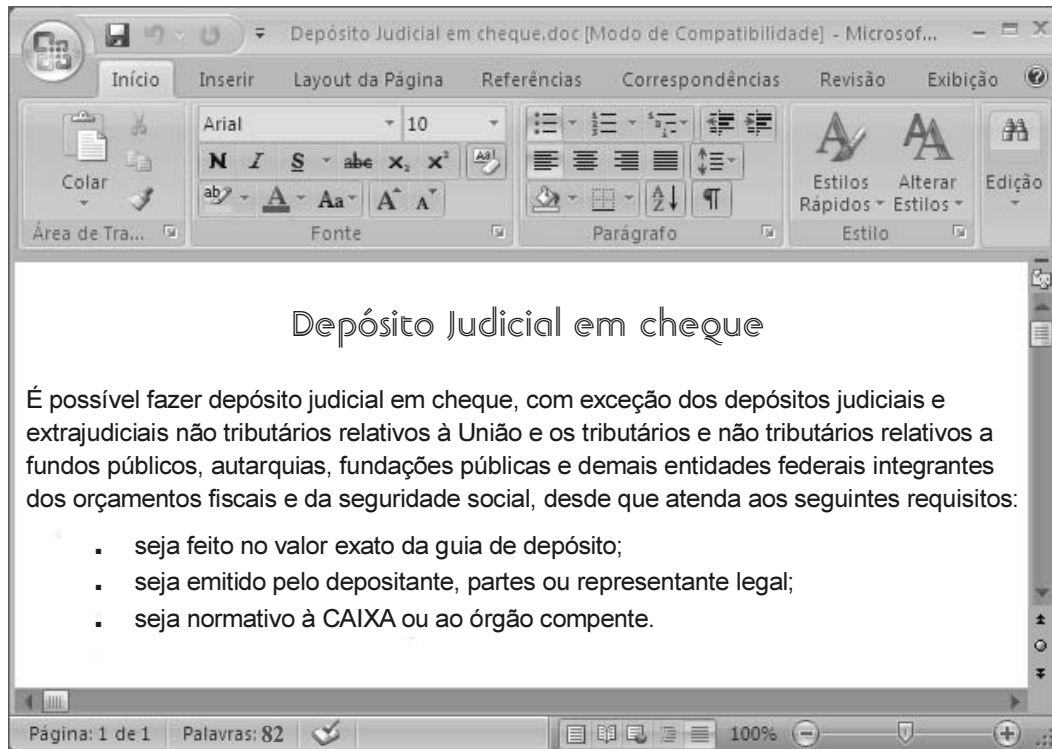 Depósito Judicial em cheque.doc [Modo de Compatibilidade] - Microsof...
Início Inserir Layout da Página Referências Correspondências Revisão Exibição
Arial 10
N I S abc x₂ x² Aa
Colar
ab A Aa A A
Estilos Rápidos Alterar Estilos Edição
Área de Tra... Fonte Parágrafo Estilo
Depósito Judicial em cheque
É possível fazer depósito judicial em cheque, com exceção dos depósitos judiciais e
extrajudiciais não tributários relativos à União e os tributários e não tributários relativos a
fundos públicos, autarquias, fundações públicas e demais entidades federais integrantes
dos orçamentos fiscais e da seguridade social, desde que atenda aos seguintes requisitos:
▪ seja feito no valor exato da guia de depósito;
▪ seja emitido pelo depositante, partes ou representante legal;
▪ seja normativo à CAIXA ou ao órgão compente.
Página: 1 de 1 Palavras: 82 100%